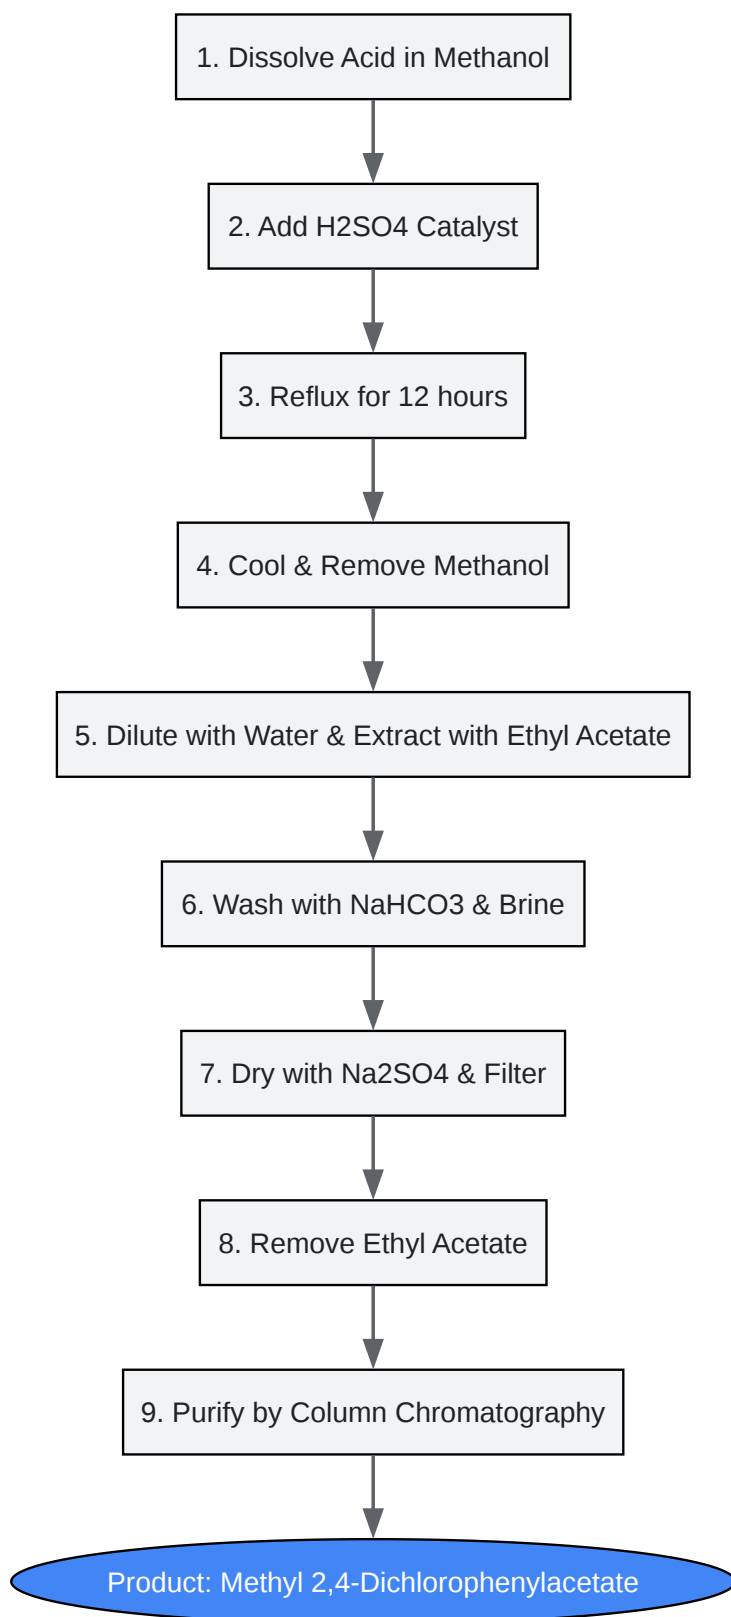 1. Dissolve Acid in Methanol
2. Add H2SO4 Catalyst
3. Reflux for 12 hours
4. Cool & Remove Methanol
5. Dilute with Water & Extract with Ethyl Acetate
6. Wash with NaHCO3 & Brine
7. Dry with Na2SO4 & Filter
8. Remove Ethyl Acetate
9. Purify by Column Chromatography
Product: Methyl 2,4-Dichlorophenylacetate